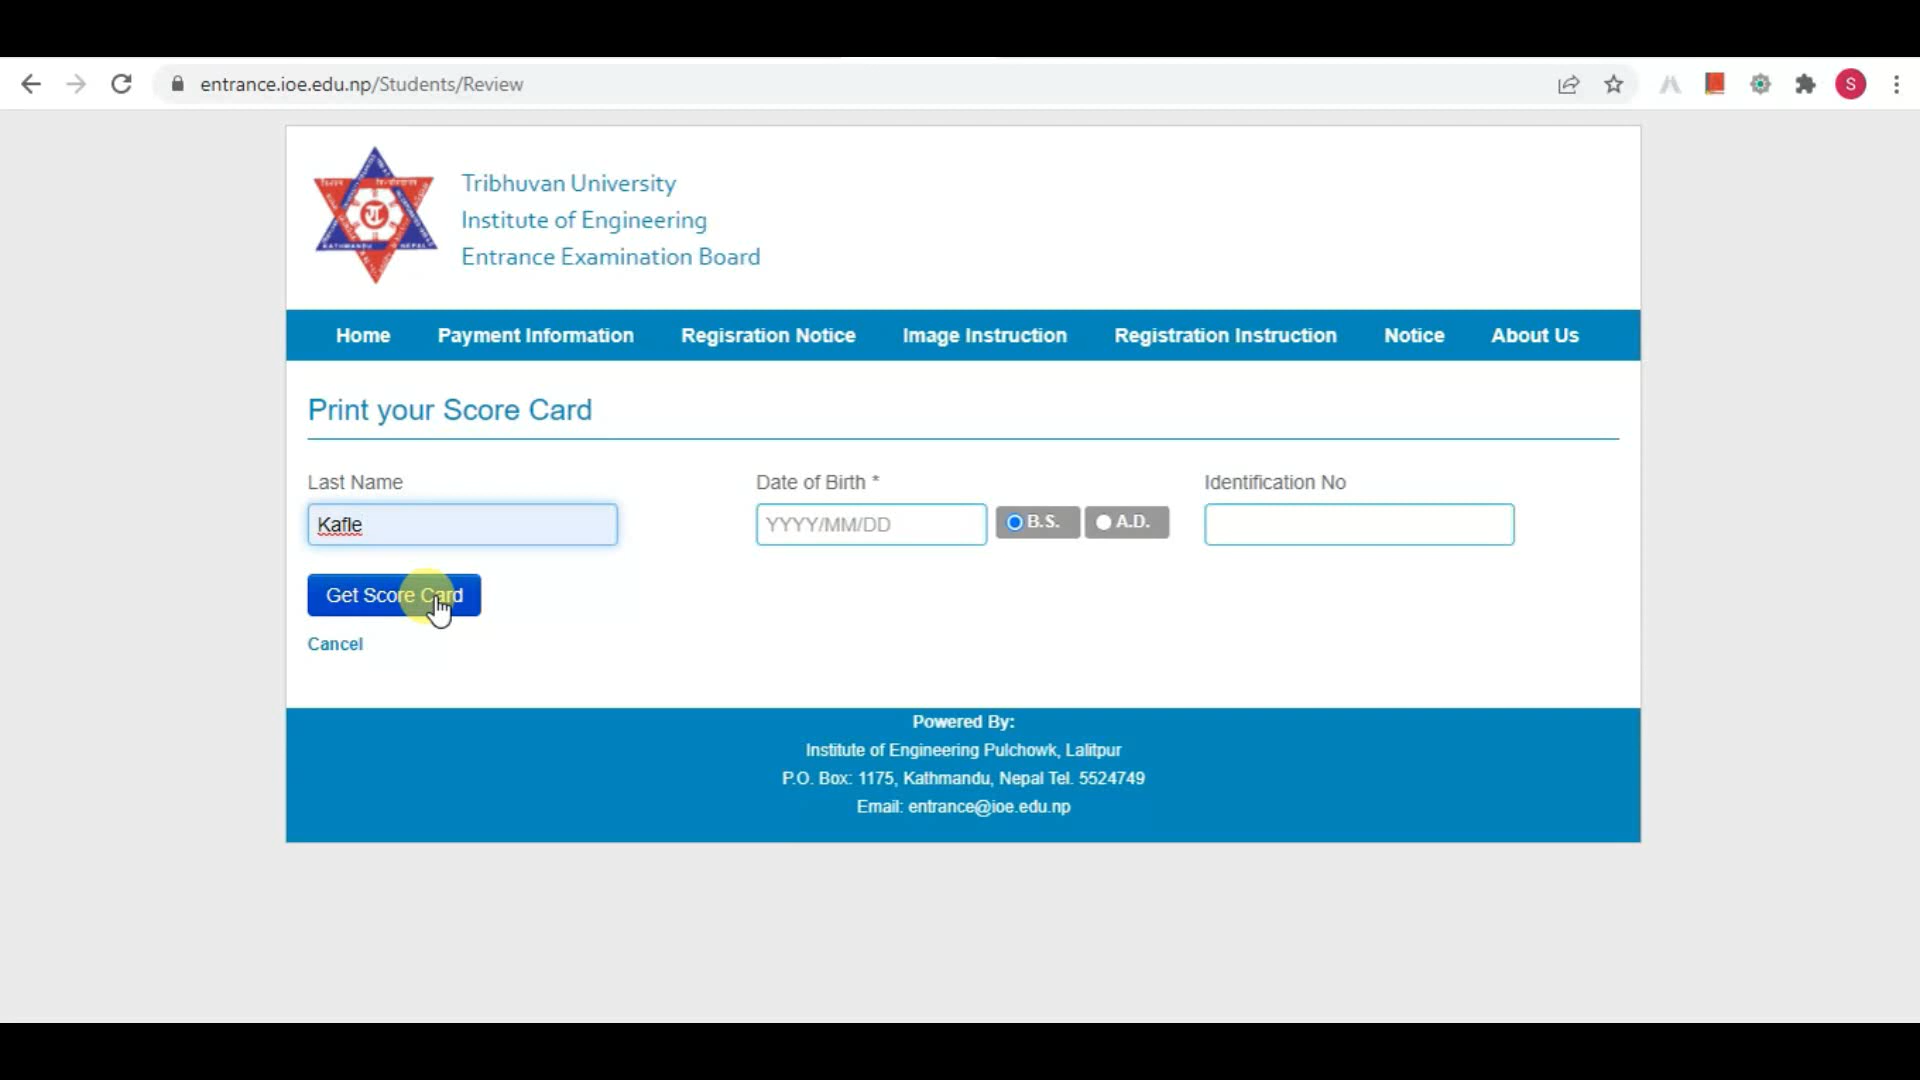 entrance.ioe.edu.np/Students/Review
S
Tribhuvan University
Institute of Engineering
Entrance Examination Board
KATHMANDU NEPAL
Home Payment Information Regisration Notice Image Instruction Registration Instruction Notice About Us
Print your Score Card
Last Name Date of Birth * Identification No
Kafle YYYY/MM/DD B.S. A.D.
Get Score Card
Cancel
Powered By:
Institute of Engineering Pulchowk, Lalitpur
P.O. Box: 1175, Kathmandu, Nepal Tel. 5524749
Email: entrance@ioe.edu.np